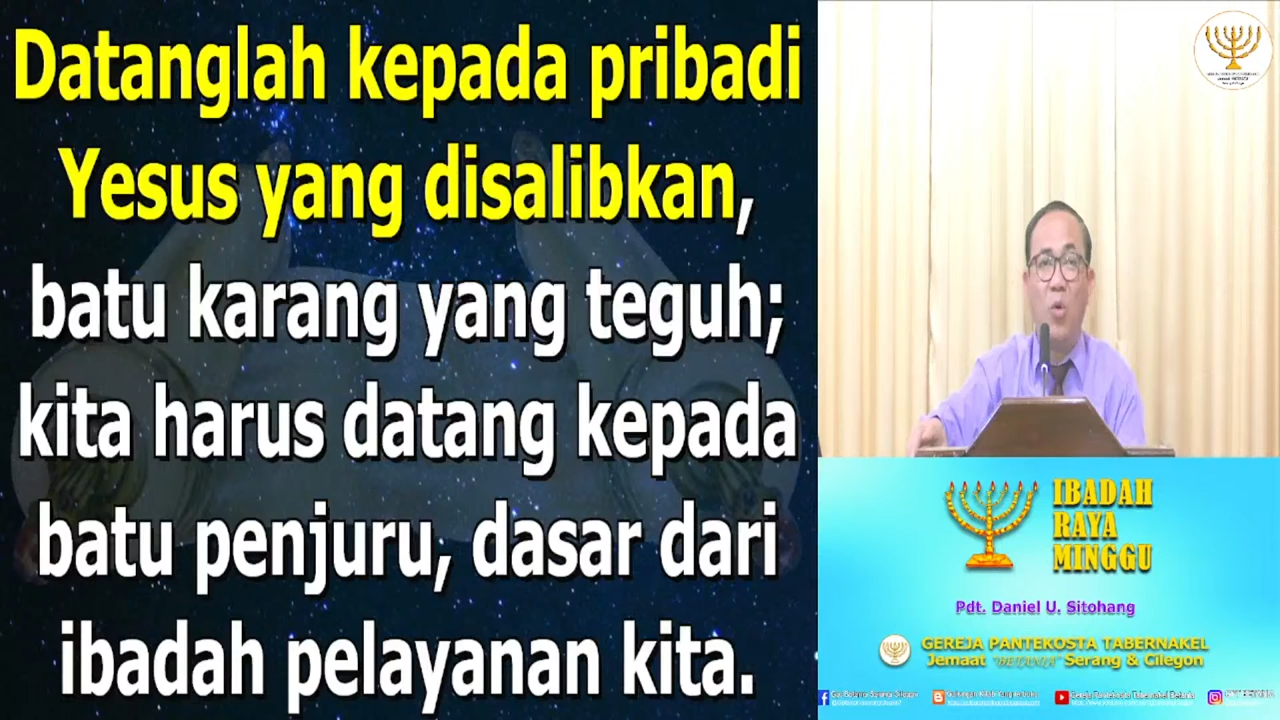 Datanglah kepada pribadi
Yesus yang disalibkan,
batu karang yang teguh;
kita harus datang kepada
batu penjuru, dasar dari
ibadah pelayanan kita.
IBADAH
RAYA
MINGGU
Pdt. Daniel U. Sitohang
GEREJA PANTEKOSTA TABERNAKEL
Jemaat "BETANIA" Serang & Cilegon